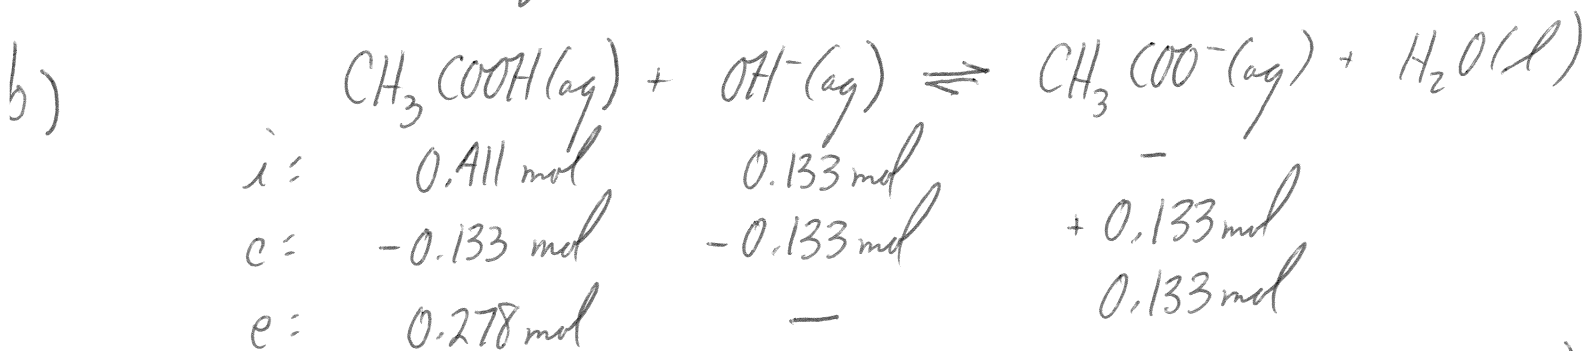 b) CH₃COOH(aq) + OH⁻(aq) ⇌ CH₃COO⁻(aq) + H₂O(l)
i: 0.411 mol 0.133 mol –
c: -0.133 mol -0.133 mol + 0.133 mol
e: 0.278 mol — 0.133 mol